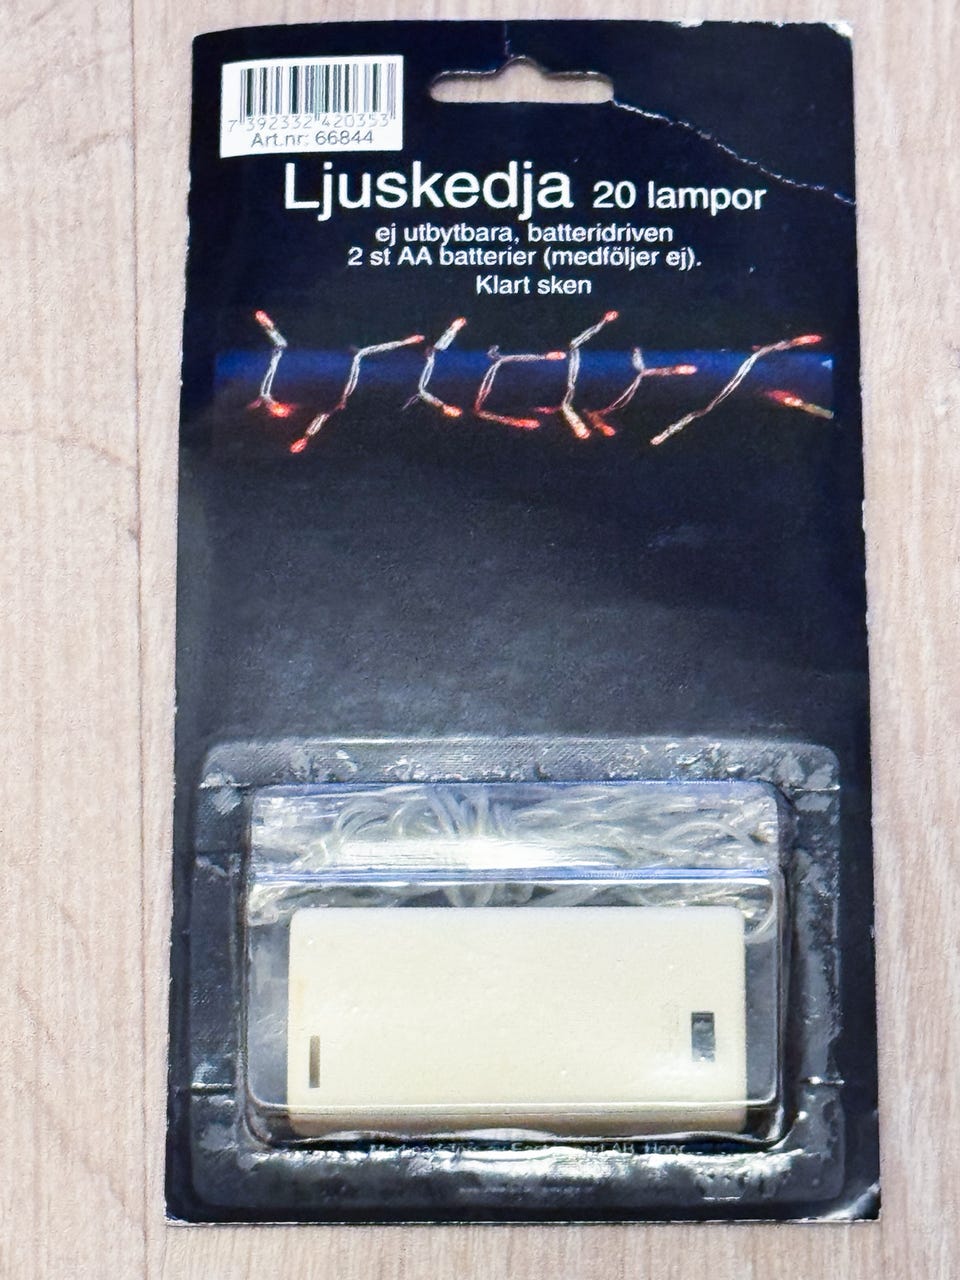 7 392332 420353
Art.nr: 66844
Ljuskedja 20 lampor
ej utbytbara, batteridriven
2 st AA batterier (medföljer ej).
Klart sken
AB,